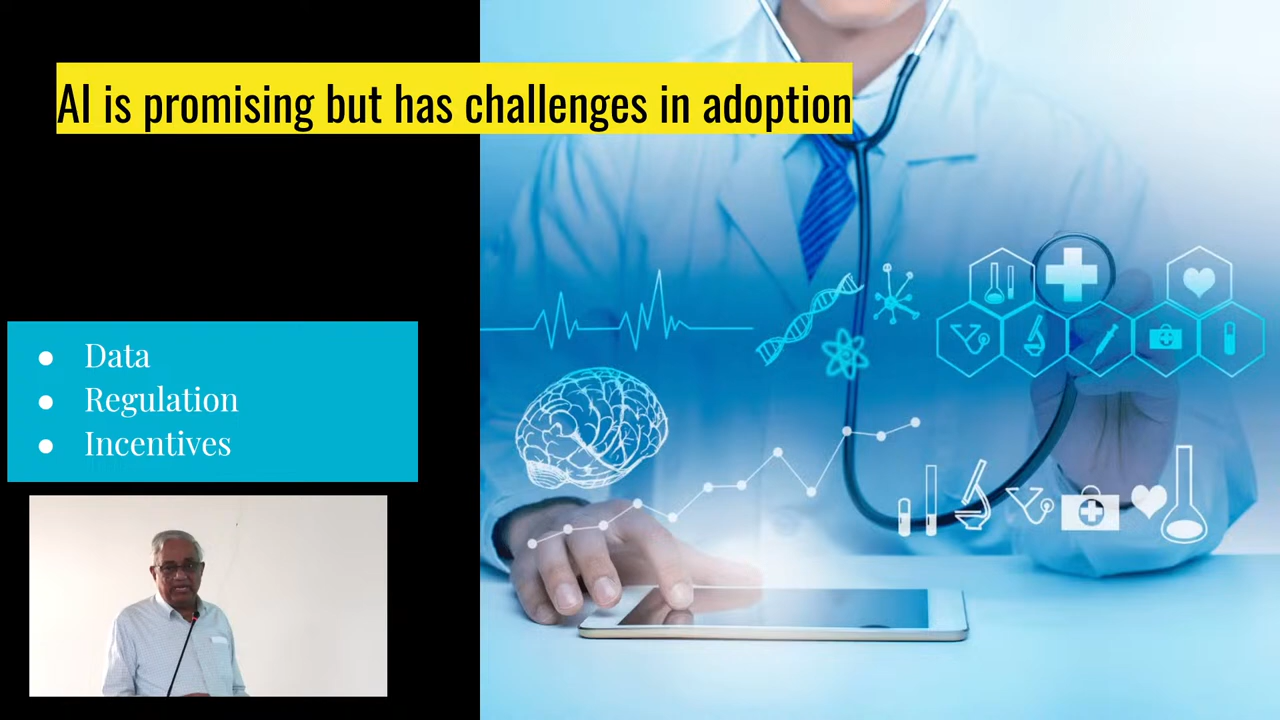 AI is promising but has challenges in adoption
● Data
● Regulation
● Incentives